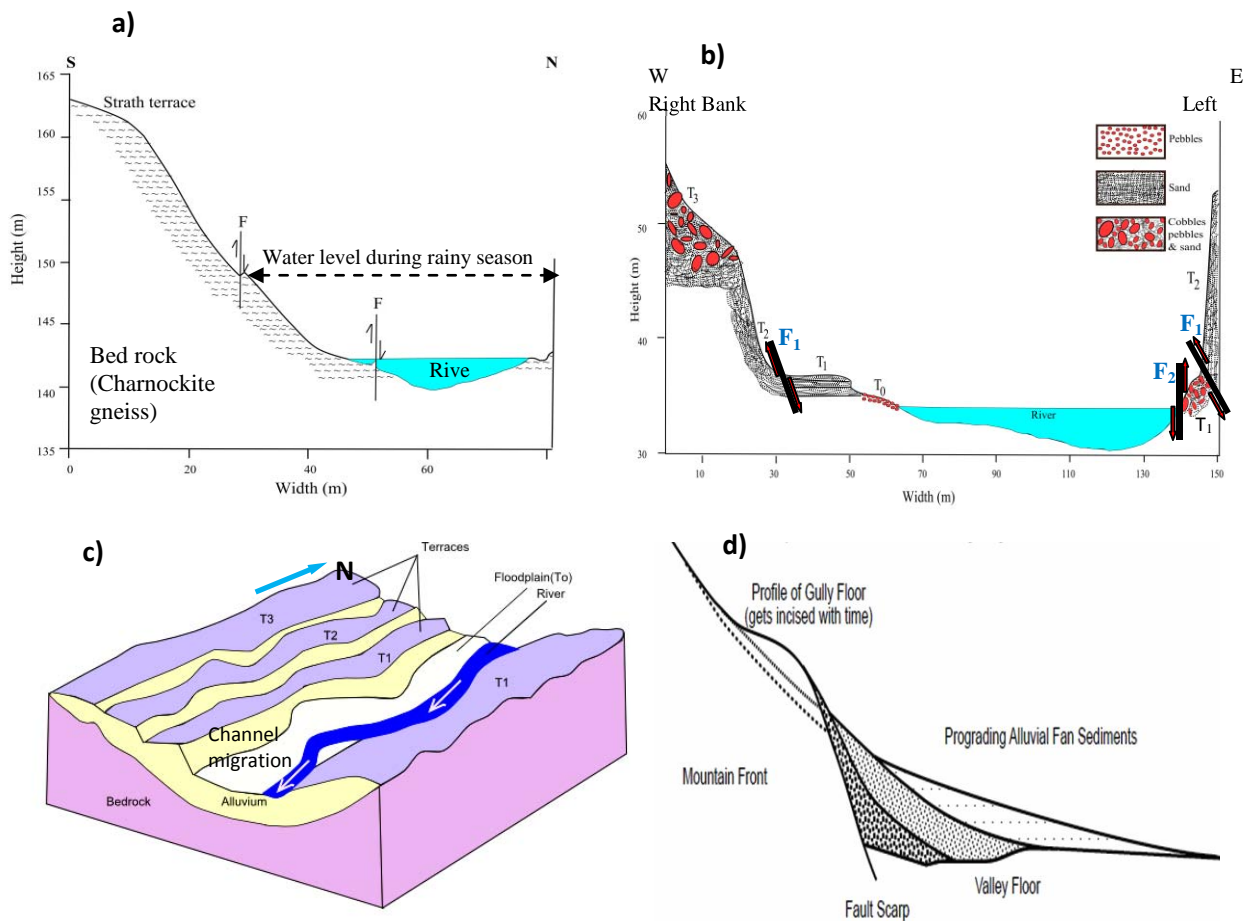 a)
S
N
165
160
155
150
145
140
135
Height (m)
Strath terrace
F
Water level during rainy season
F
Bed rock
(Charnockite
gneiss)
Rive
0
20
40
60
Width (m)
b)
W
E
Right Bank
Left
60
50
40
30
Height (m)
Pebbles
Sand
Cobbles
pebbles
& sand
T3
T2
F1
T1
T0
River
T2
F1
F2
T1
10
30
50
70
90
110
130
150
Width (m)
c)
N
Terraces
Floodplain(To)
River
T3
T2
T1
T1
Channel
migration
Bedrock
Alluvium
d)
Profile of Gully Floor
(gets incised with time)
Prograding Alluvial Fan Sediments
Mountain Front
Valley Floor
Fault Scarp